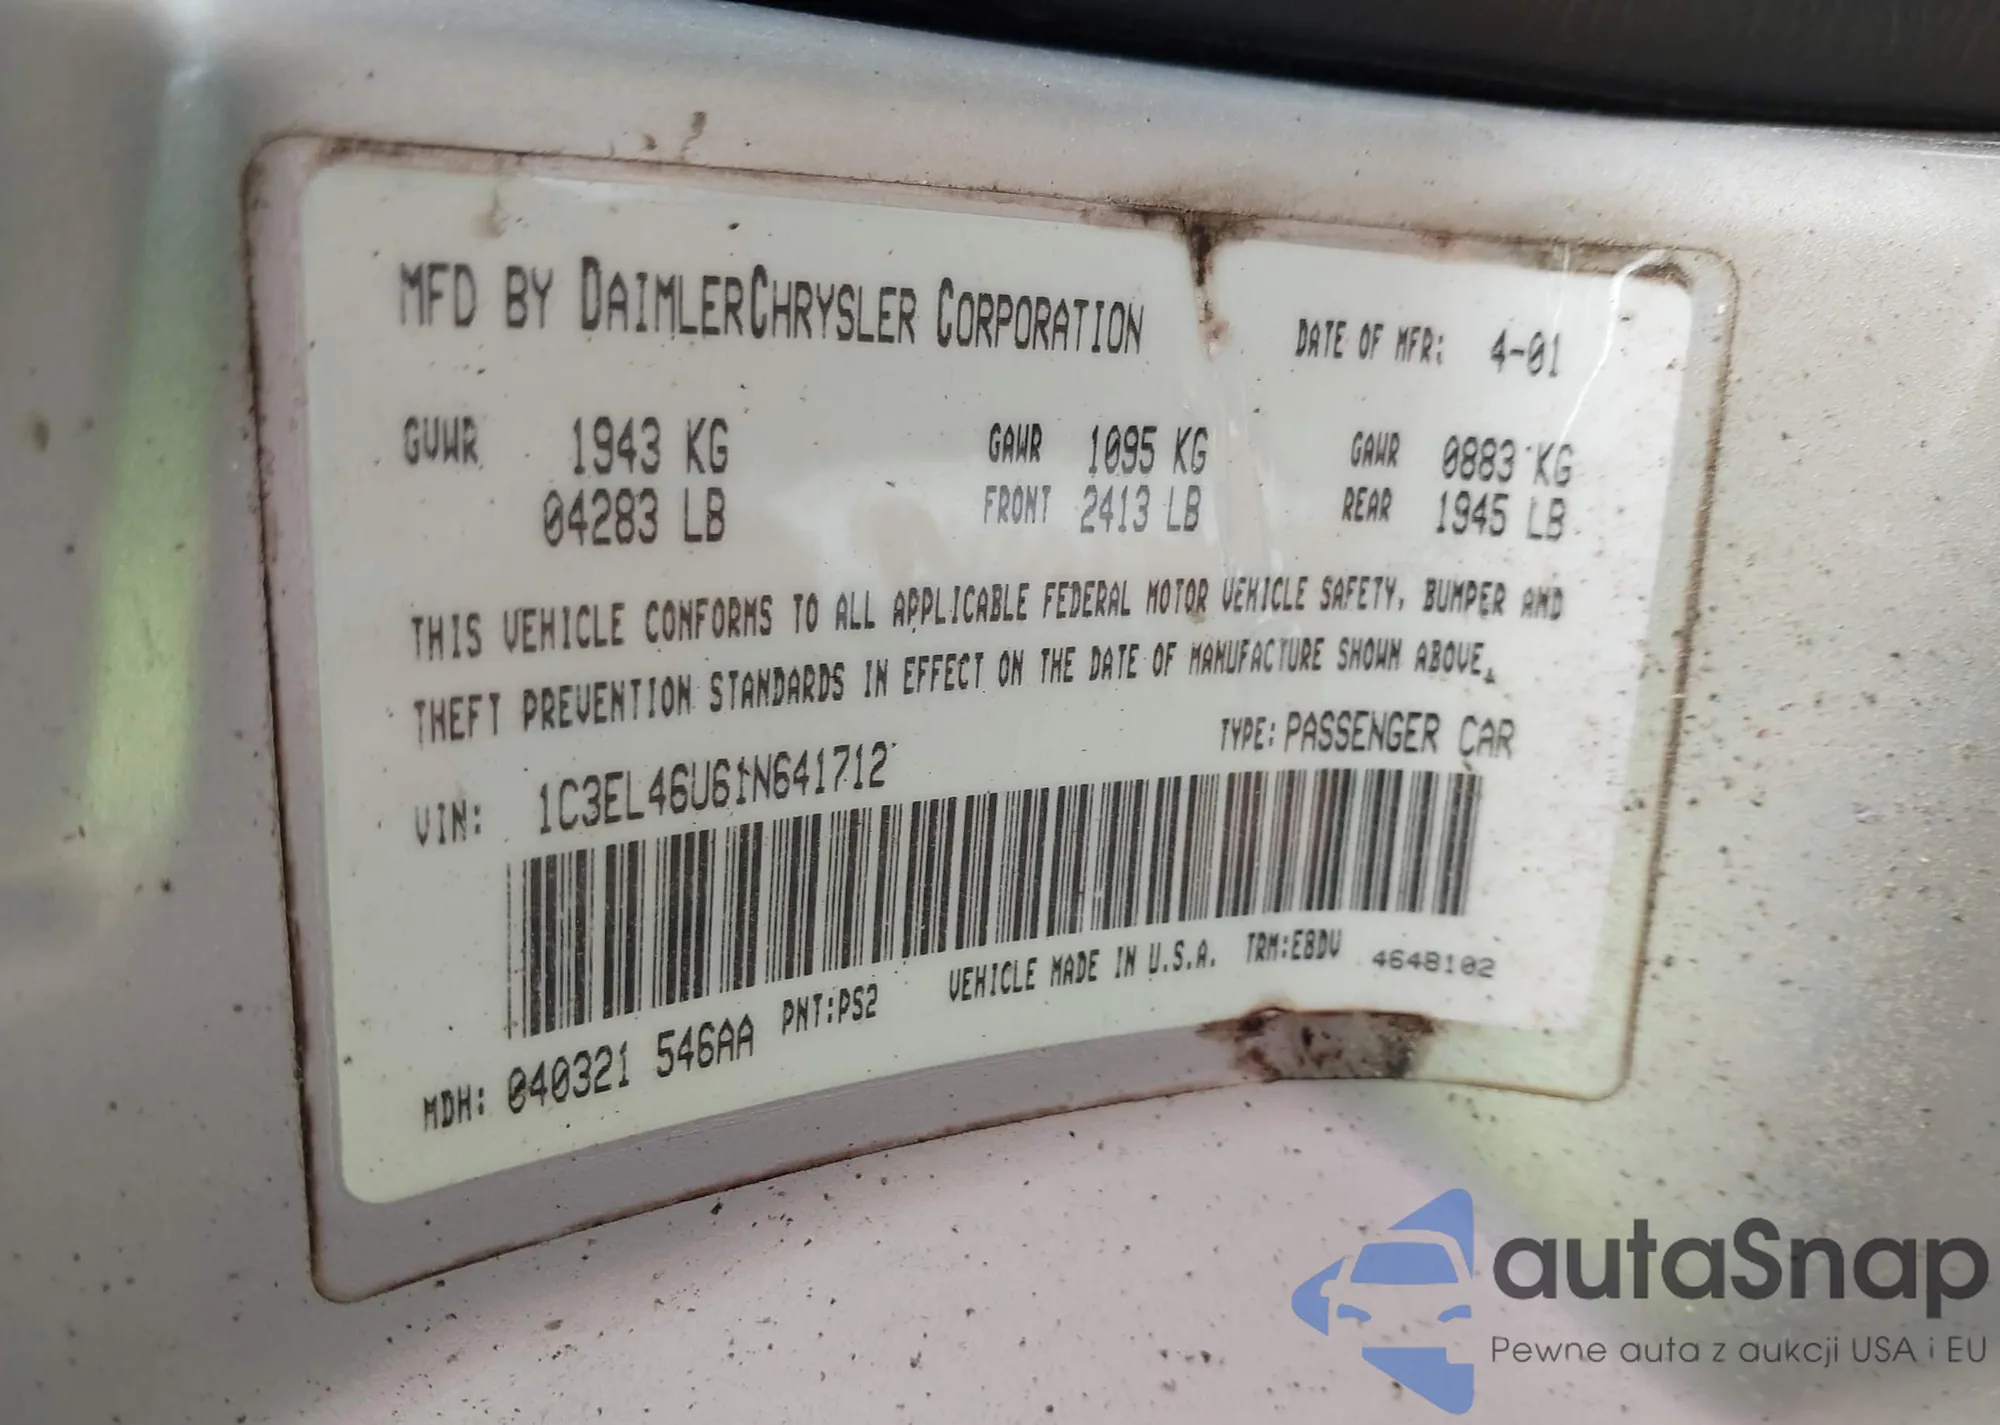 MFD BY DAIMLERCHRYSLER CORPORATION DATE OF MFR: 4-01
GVWR 1943 KG GAWR 1095 KG GAWR 0883 KG
04283 LB FRONT 2413 LB REAR 1945 LB
THIS VEHICLE CONFORMS TO ALL APPLICABLE FEDERAL MOTOR VEHICLE SAFETY, BUMPER AND
THEFT PREVENTION STANDARDS IN EFFECT ON THE DATE OF MANUFACTURE SHOWN ABOVE.
VIN: 1C3EL46U61N641712 TYPE: PASSENGER CAR
MDH: 040321 546AA PNT:PS2 VEHICLE MADE IN U.S.A. TRM:E8DV 4648102
autaSnap
Pewne auta z aukcji USA i EU